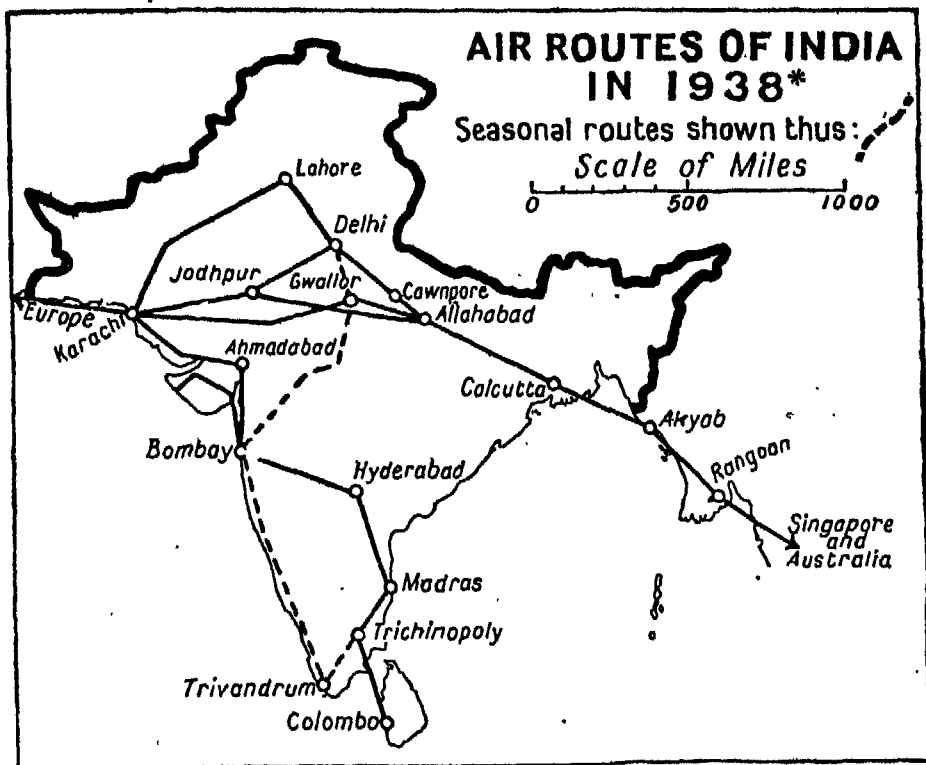 AIR ROUTES OF INDIA
IN 1938*
Seasonal routes shown thus:
Scale of Miles
0 500 1000
Lahore
Delhi
Jodhpur
Gwalior
Cawnpore
Allahabad
Europe
Karachi
Ahmadabad
Calcutta
Akyab
Bombay
Hyderabad
Rangoon
Singapore
and
Australia
Madras
Trichinopoly
Trivandrum
Colombo